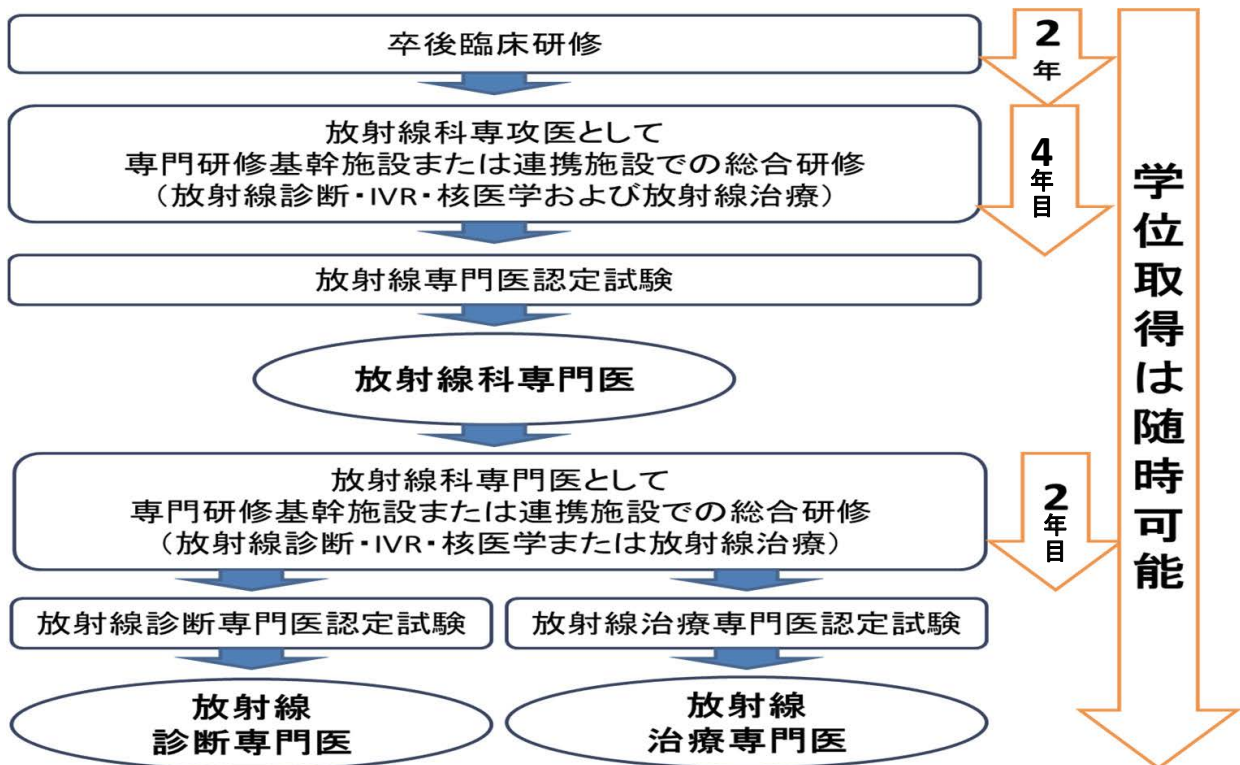 卒後臨床研修
2
年
放射線科専攻医として
専門研修基幹施設または連携施設での総合研修
（放射線診断・IVR・核医学および放射線治療）
4
年目
放射線専門医認定試験
放射線科専門医
放射線科専門医として
専門研修基幹施設または連携施設での総合研修
（放射線診断・IVR・核医学または放射線治療）
2
年目
放射線診断専門医認定試験
放射線治療専門医認定試験
放射線
診断専門医
放射線
治療専門医
学位取得は随時可能